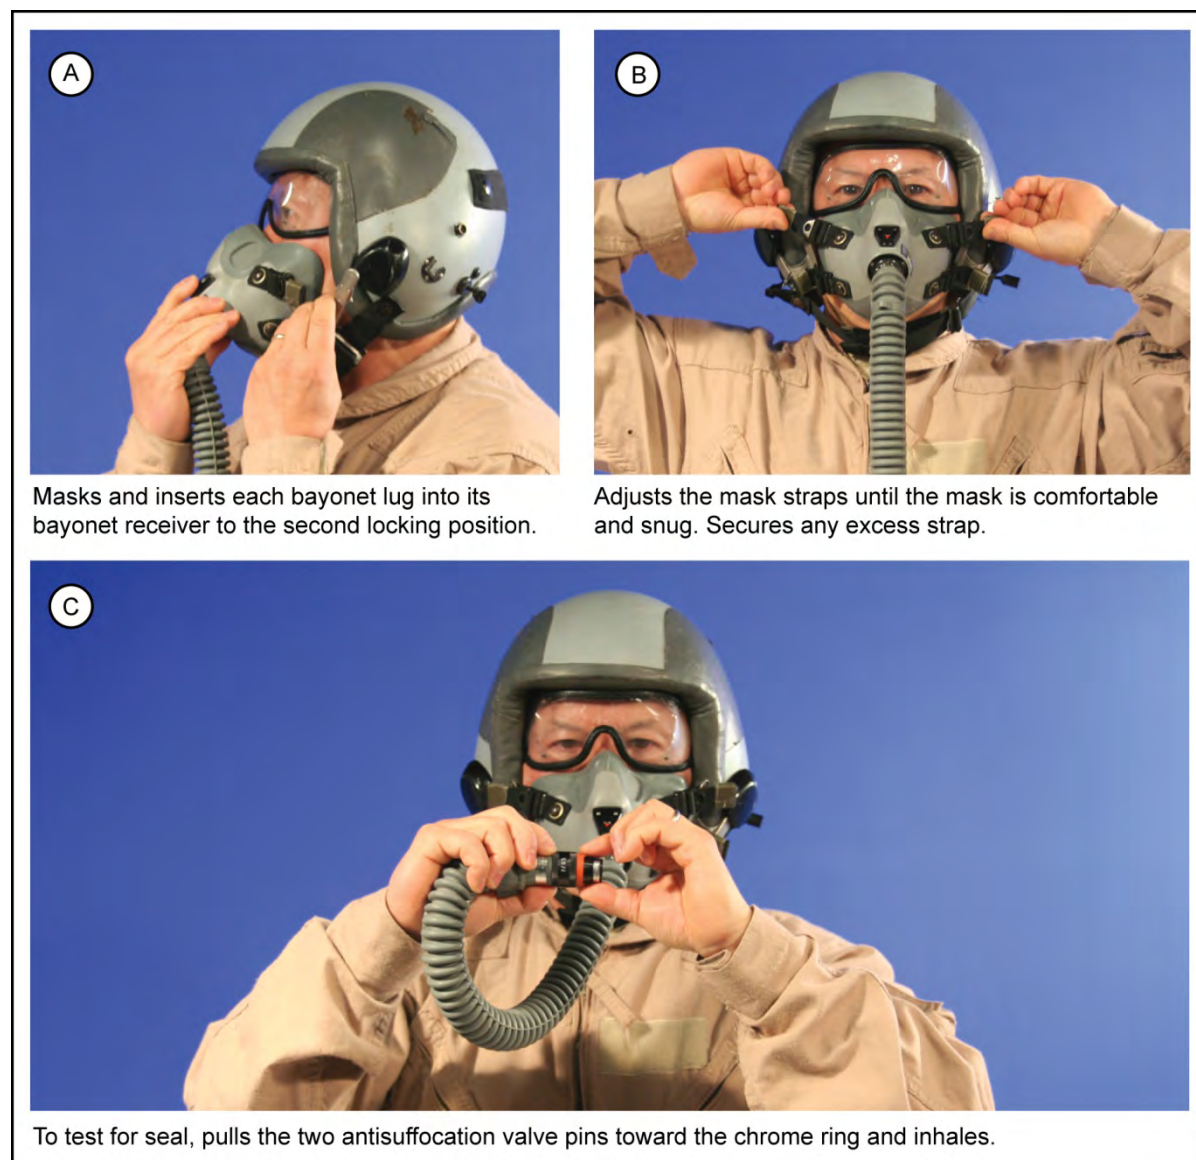 A
B
Masks and inserts each bayonet lug into its
bayonet receiver to the second locking position.
Adjusts the mask straps until the mask is comfortable
and snug. Secures any excess strap.
C
To test for seal, pulls the two antisuffocation valve pins toward the chrome ring and inhales.